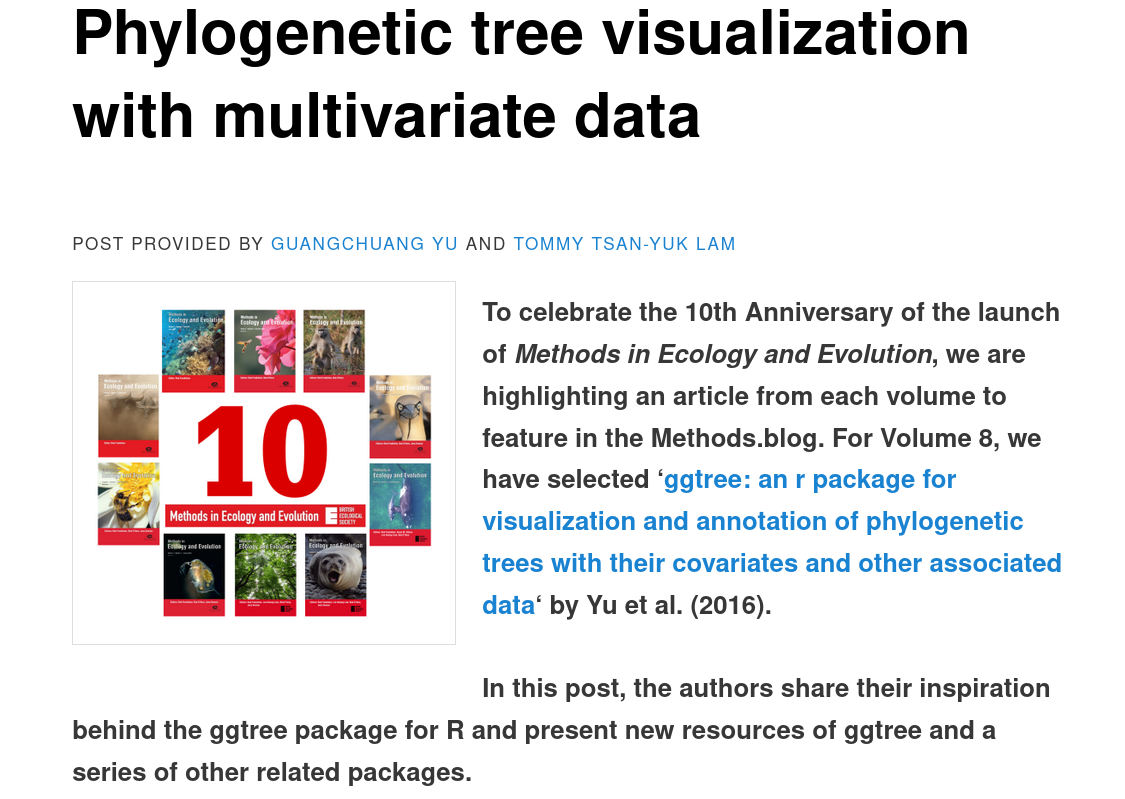 Phylogenetic tree visualization
with multivariate data
POST PROVIDED BY GUANGCHUANG YU AND TOMMY TSAN-YUK LAM
10
Methods in Ecology and Evolution
BRITISH
ECOLOGICAL
SOCIETY
To celebrate the 10th Anniversary of the launch
of Methods in Ecology and Evolution, we are
highlighting an article from each volume to
feature in the Methods.blog. For Volume 8, we
have selected ‘ggtree: an r package for
visualization and annotation of phylogenetic
trees with their covariates and other associated
data‘ by Yu et al. (2016).
In this post, the authors share their inspiration
behind the ggtree package for R and present new resources of ggtree and a
series of other related packages.